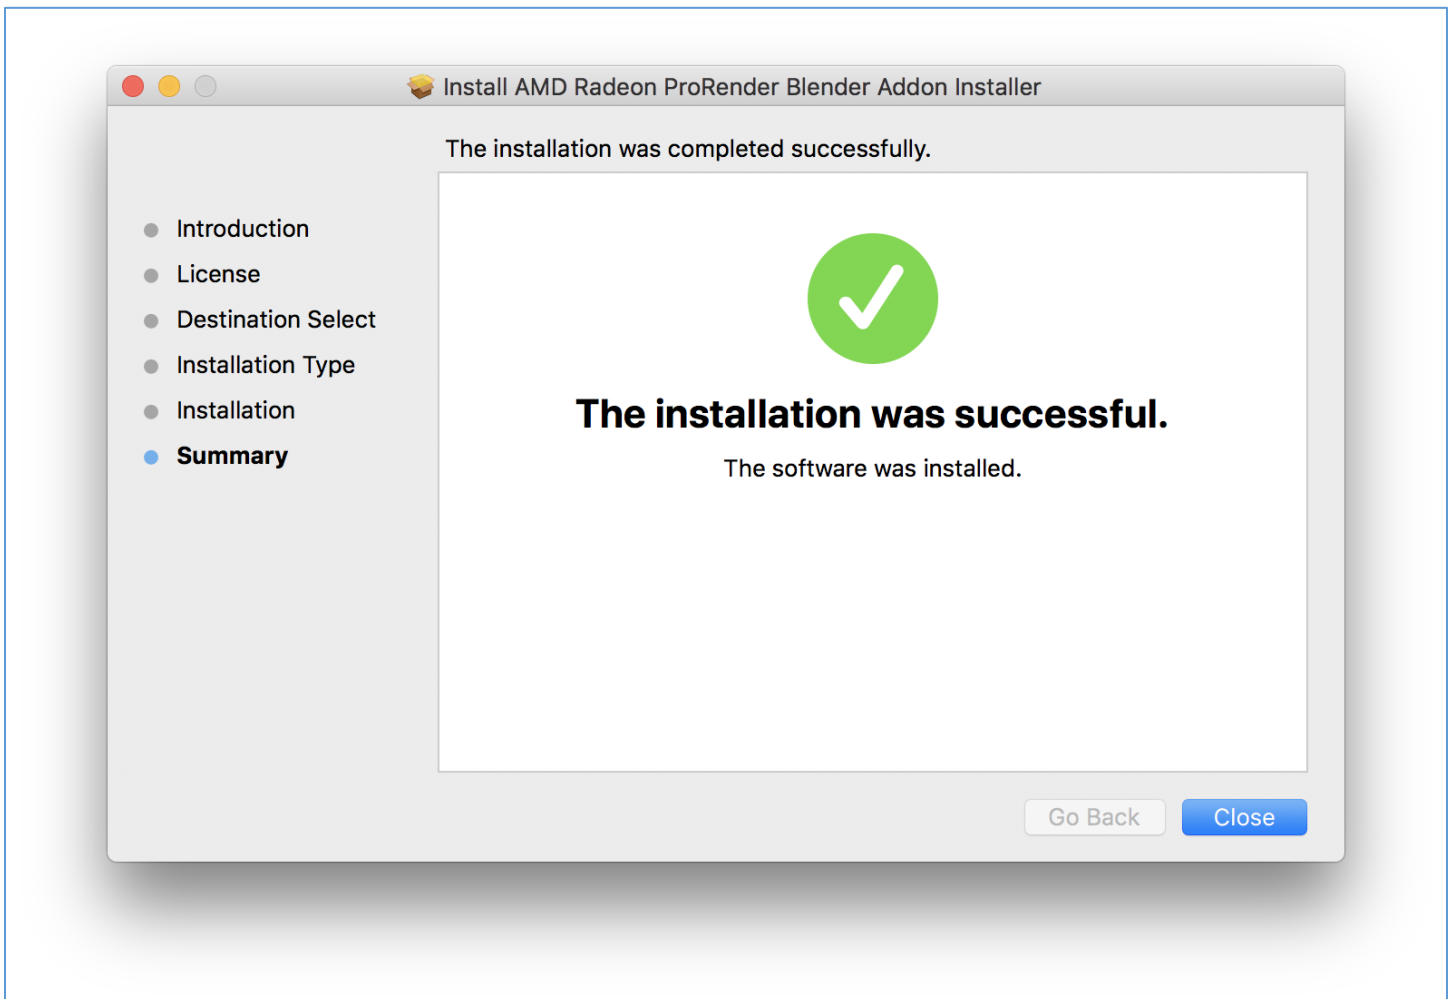 Install AMD Radeon ProRender Blender Addon Installer
The installation was completed successfully.
Introduction
License
Destination Select
Installation Type
Installation
Summary
The installation was successful.
The software was installed.
Go Back
Close